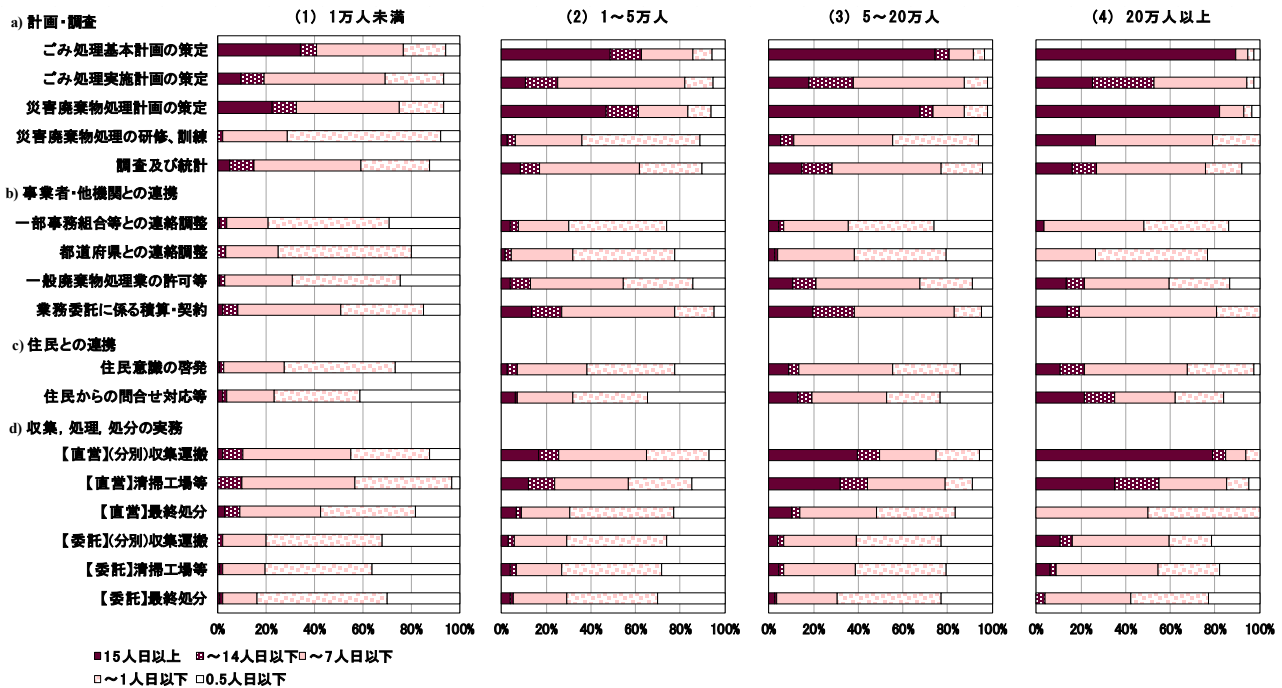 (1) 1万人未満
(2) 1～5万人
(3) 5～20万人
(4) 20万人以上
a) 計画・調査
ごみ処理基本計画の策定
ごみ処理実施計画の策定
災害廃棄物処理計画の策定
災害廃棄物処理の研修、訓練
調査及び統計
b) 事業者・他機関との連携
一部事務組合等との連絡調整
都道府県との連絡調整
一般廃棄物処理業の許可等
業務委託に係る積算・契約
c) 住民との連携
住民意識の啓発
住民からの問合せ対応等
d) 収集，処理，処分の実務
【直営】(分別)収集運搬
【直営】清掃工場等
【直営】最終処分
【委託】(分別)収集運搬
【委託】清掃工場等
【委託】最終処分
0% 20% 40% 60% 80% 100%
0% 20% 40% 60% 80% 100%
0% 20% 40% 60% 80% 100%
0% 20% 40% 60% 80% 100%
15人日以上 ～14人日以下 ～7人日以下
～1人日以下 0.5人日以下